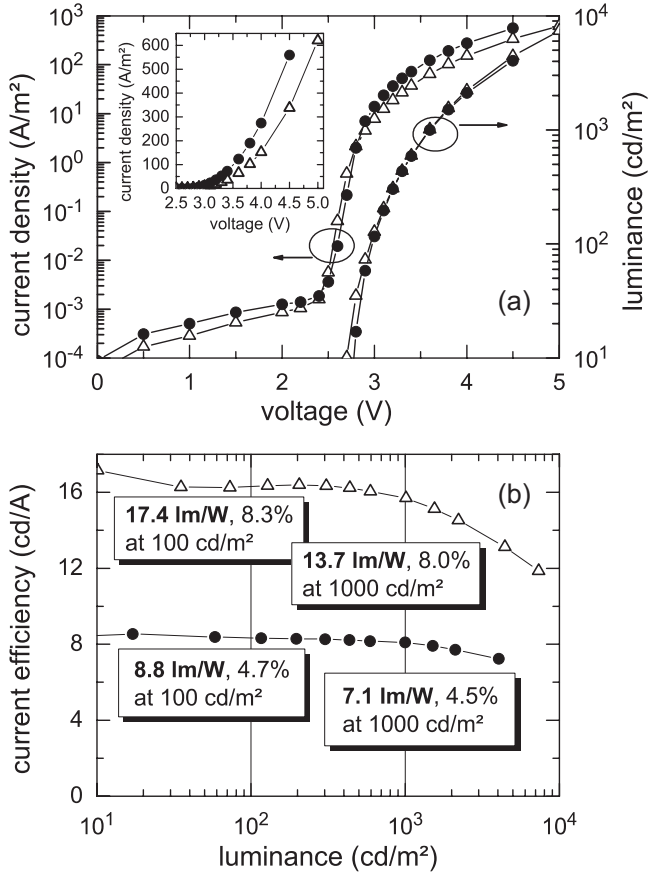 10³
10²
10¹
10⁰
10⁻¹
10⁻²
10⁻³
10⁻⁴
current density (A/m²)
600
500
400
300
200
100
0
current density (A/m²)
2.5 3.0 3.5 4.0 4.5 5.0
voltage (V)
10⁴
10³
10²
10¹
luminance (cd/m²)
(a)
0 1 2 3 4 5
voltage (V)
16
12
8
4
0
current efficiency (cd/A)
(b)
17.4 lm/W, 8.3%
at 100 cd/m²
13.7 lm/W, 8.0%
at 1000 cd/m²
8.8 lm/W, 4.7%
at 100 cd/m²
7.1 lm/W, 4.5%
at 1000 cd/m²
10¹ 10² 10³ 10⁴
luminance (cd/m²)